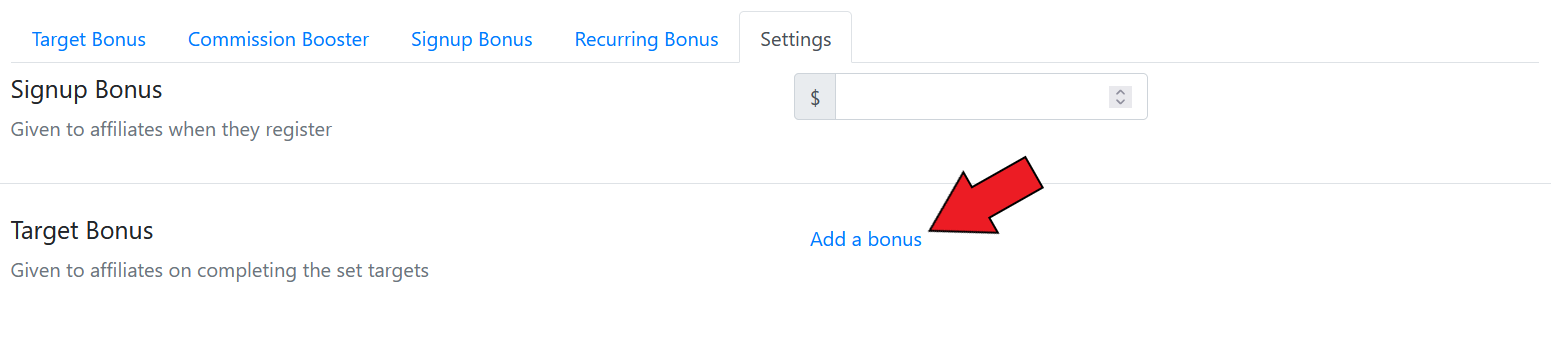 Target Bonus Commission Booster Signup Bonus Recurring Bonus Settings
Signup Bonus
$
Given to affiliates when they register
Target Bonus
Add a bonus
Given to affiliates on completing the set targets